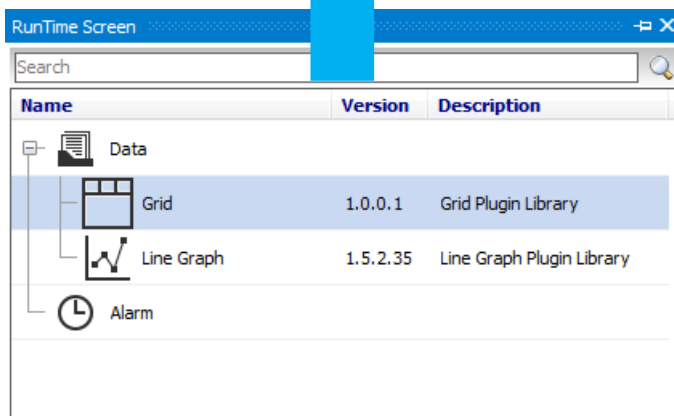 RunTime Screen
Search
Name Version Description
Data
Grid 1.0.0.1 Grid Plugin Library
Line Graph 1.5.2.35 Line Graph Plugin Library
Alarm